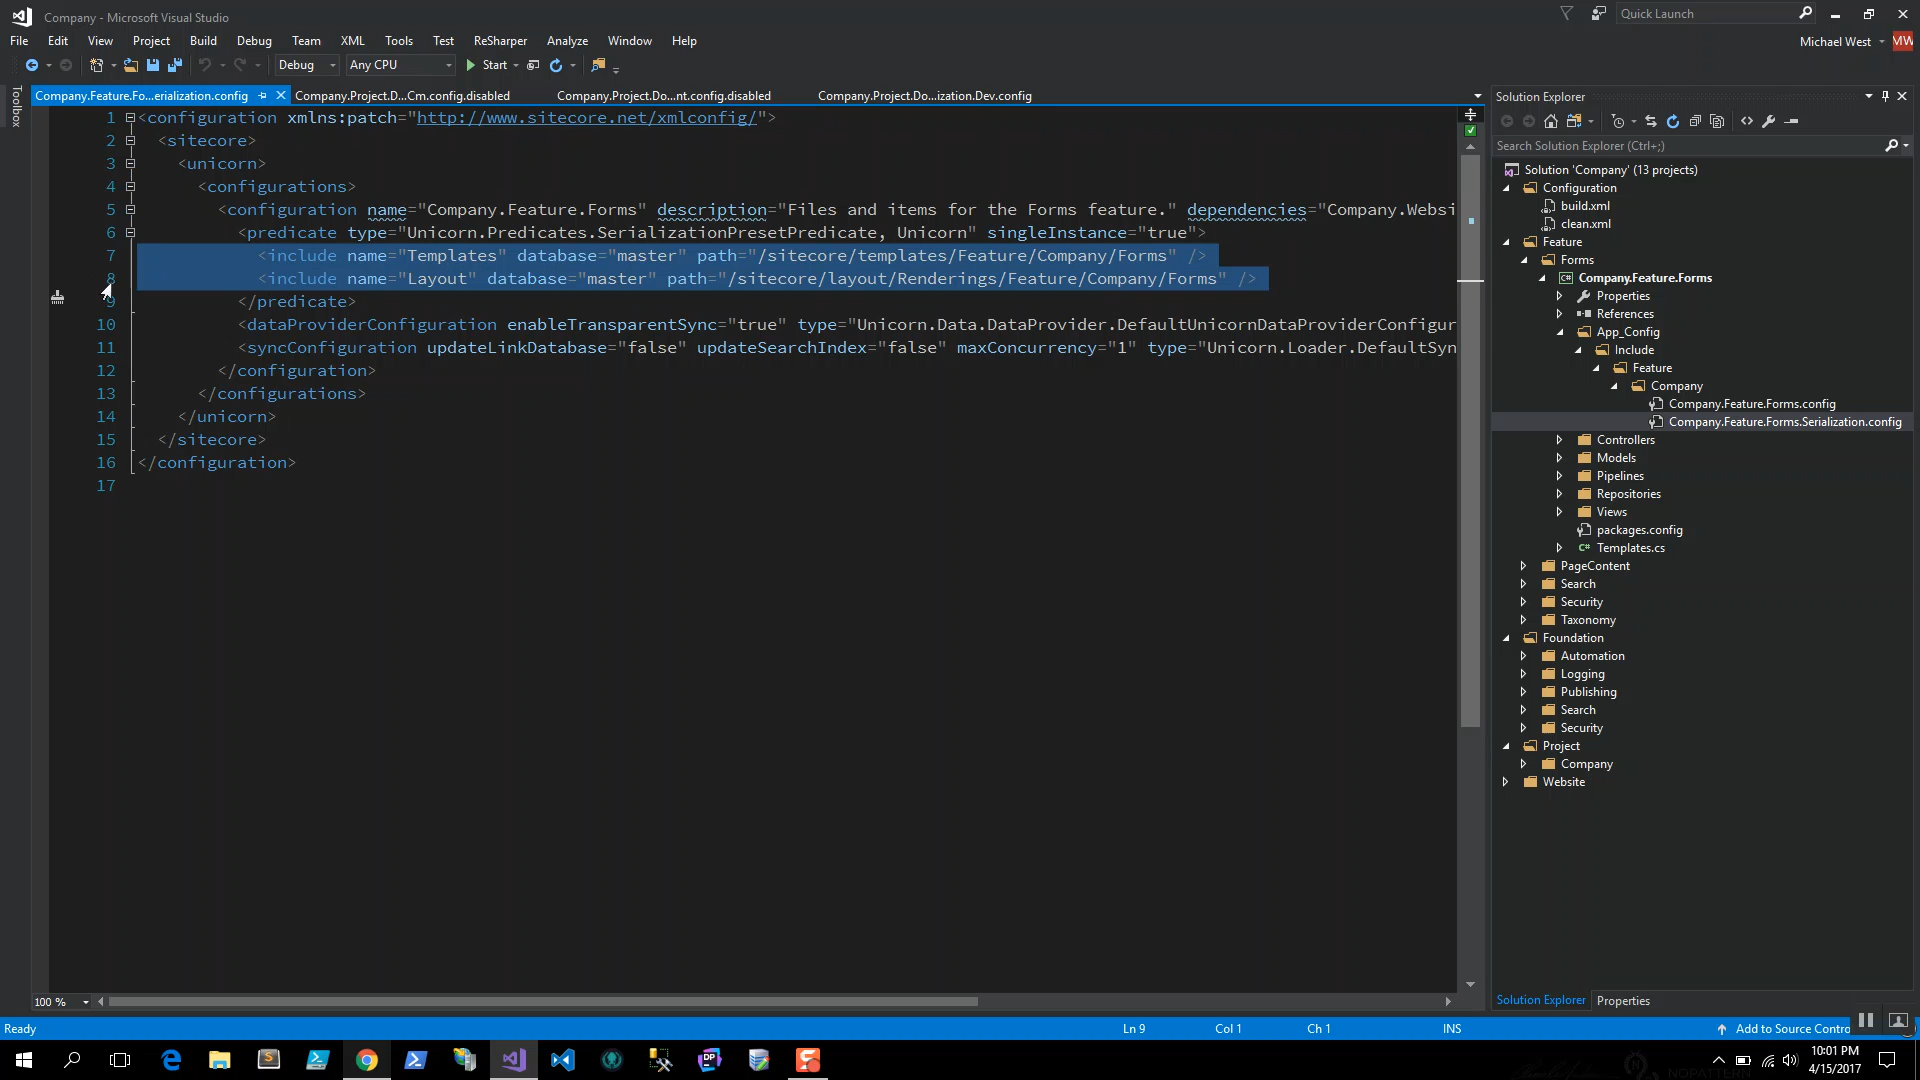 Company - Microsoft Visual Studio
Quick Launch
File Edit View Project Build Debug Team XML Tools Test ReSharper Analyze Window Help
Michael West MW
Debug Any CPU Start
Toolbox
Company.Feature.Fo...erialization.config Company.Project.D...Cm.config.disabled Company.Project.Do...nt.config.disabled Company.Project.Do...ization.Dev.config
1 <configuration xmlns:patch="http://www.sitecore.net/xmlconfig/">
2 <sitecore>
3 <unicorn>
4 <configurations>
5 <configuration name="Company.Feature.Forms" description="Files and items for the Forms feature." dependencies="Company.Websi
6 <predicate type="Unicorn.Predicates.SerializationPresetPredicate, Unicorn" singleInstance="true">
7 <include name="Templates" database="master" path="/sitecore/templates/Feature/Company/Forms" />
8 <include name="Layout" database="master" path="/sitecore/layout/Renderings/Feature/Company/Forms" />
9 </predicate>
10 <dataProviderConfiguration enableTransparentSync="true" type="Unicorn.Data.DataProvider.DefaultUnicornDataProviderConfigur
11 <syncConfiguration updateLinkDatabase="false" updateSearchIndex="false" maxConcurrency="1" type="Unicorn.Loader.DefaultSyn
12 </configuration>
13 </configurations>
14 </unicorn>
15 </sitecore>
16 </configuration>
17
Solution Explorer
Search Solution Explorer (Ctrl+;)
Solution 'Company' (13 projects)
Configuration
build.xml
clean.xml
Feature
Forms
C# Company.Feature.Forms
Properties
References
App_Config
Include
Feature
Company
Company.Feature.Forms.config
Company.Feature.Forms.Serialization.config
Controllers
Models
Pipelines
Repositories
Views
packages.config
C# Templates.cs
PageContent
Search
Security
Taxonomy
Foundation
Automation
Logging
Publishing
Search
Security
Project
Company
Website
100 %
Solution Explorer Properties
Ready Ln 9 Col 1 Ch 1 INS Add to Source Contro
10:01 PM
4/15/2017